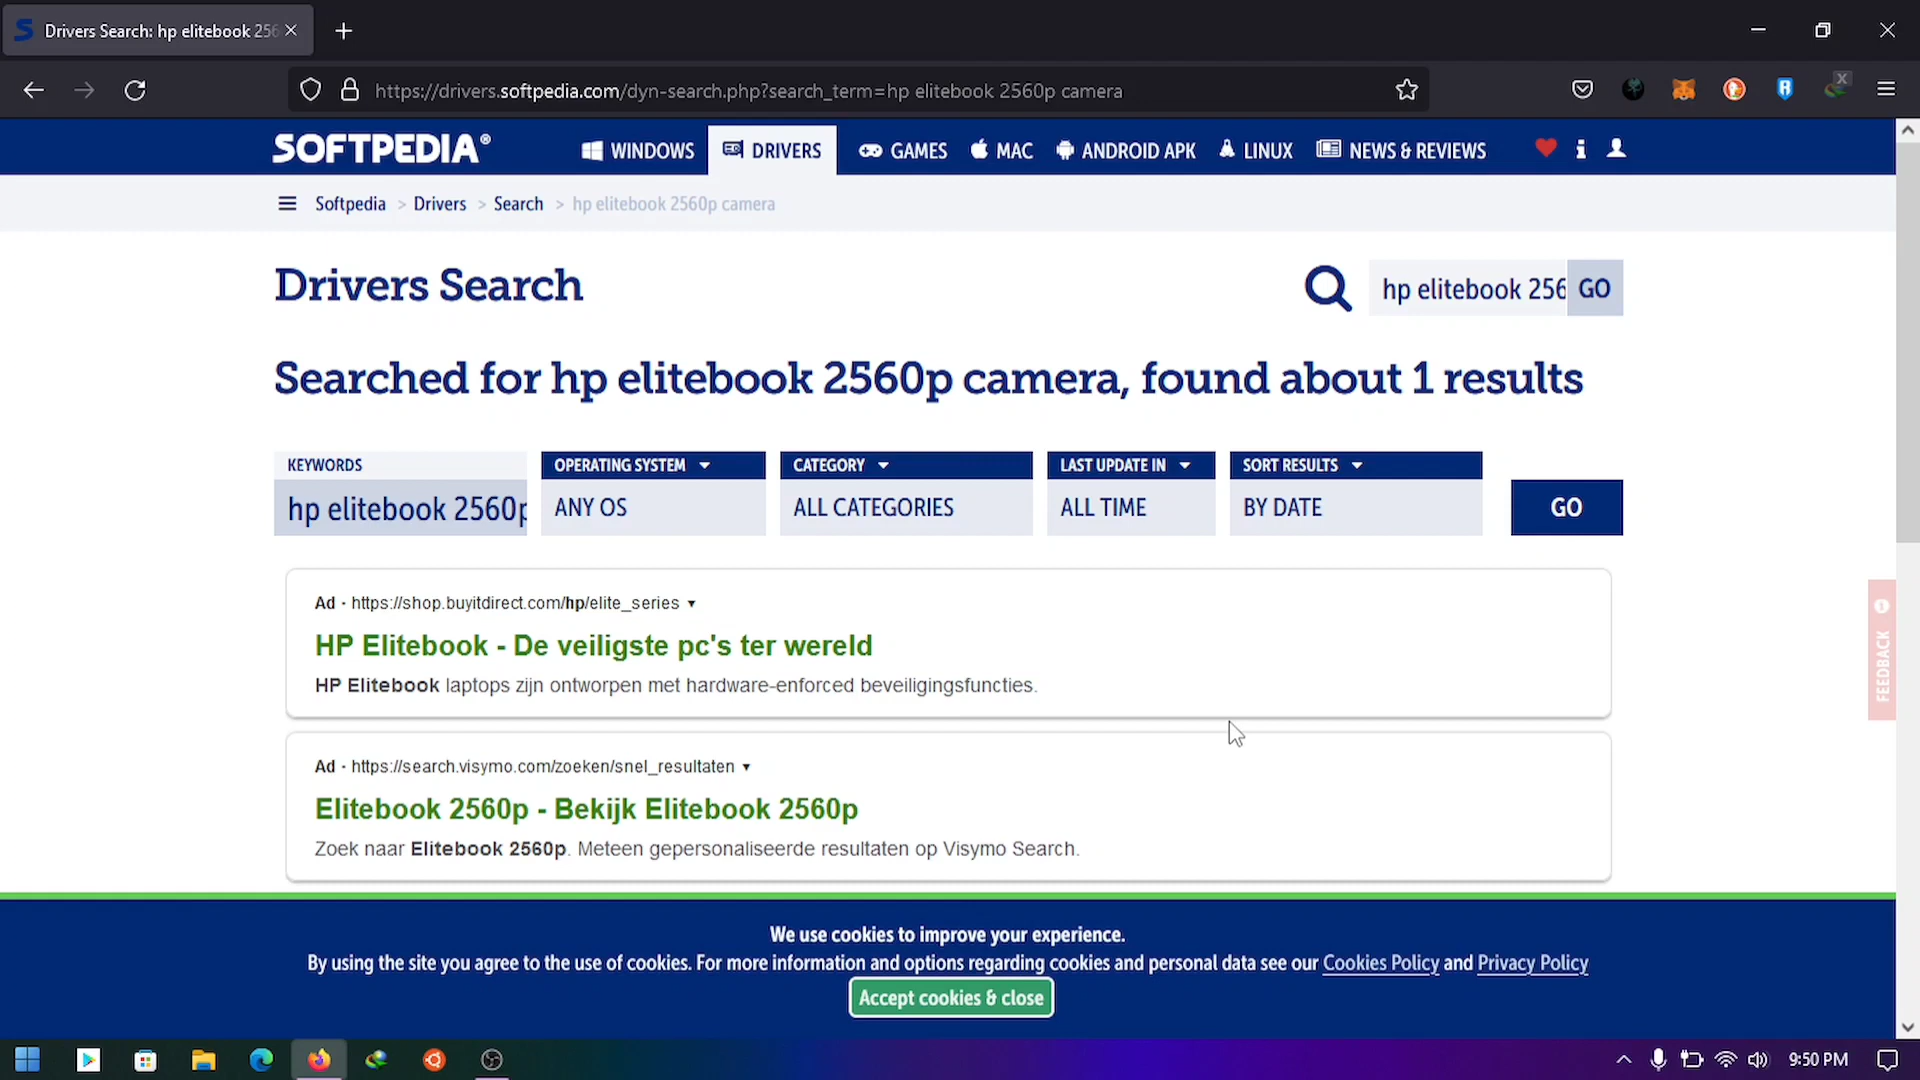 Drivers Search: hp elitebook 256
https://drivers.softpedia.com/dyn-search.php?search_term=hp elitebook 2560p camera
SOFTPEDIA®
WINDOWS
DRIVERS
GAMES
MAC
ANDROID APK
LINUX
NEWS & REVIEWS
Softpedia > Drivers > Search > hp elitebook 2560p camera
Drivers Search
hp elitebook 256
GO
Searched for hp elitebook 2560p camera, found about 1 results
KEYWORDS
OPERATING SYSTEM
CATEGORY
LAST UPDATE IN
SORT RESULTS
hp elitebook 2560p
ANY OS
ALL CATEGORIES
ALL TIME
BY DATE
GO
Ad · https://shop.buyitdirect.com/hp/elite_series
HP Elitebook - De veiligste pc's ter wereld
HP Elitebook laptops zijn ontworpen met hardware-enforced beveiligingsfuncties.
FEEDBACK
Ad · https://search.visymo.com/zoeken/snel_resultaten
Elitebook 2560p - Bekijk Elitebook 2560p
Zoek naar Elitebook 2560p. Meteen gepersonaliseerde resultaten op Visymo Search.
We use cookies to improve your experience.
By using the site you agree to the use of cookies. For more information and options regarding cookies and personal data see our Cookies Policy and Privacy Policy
Accept cookies & close
9:50 PM